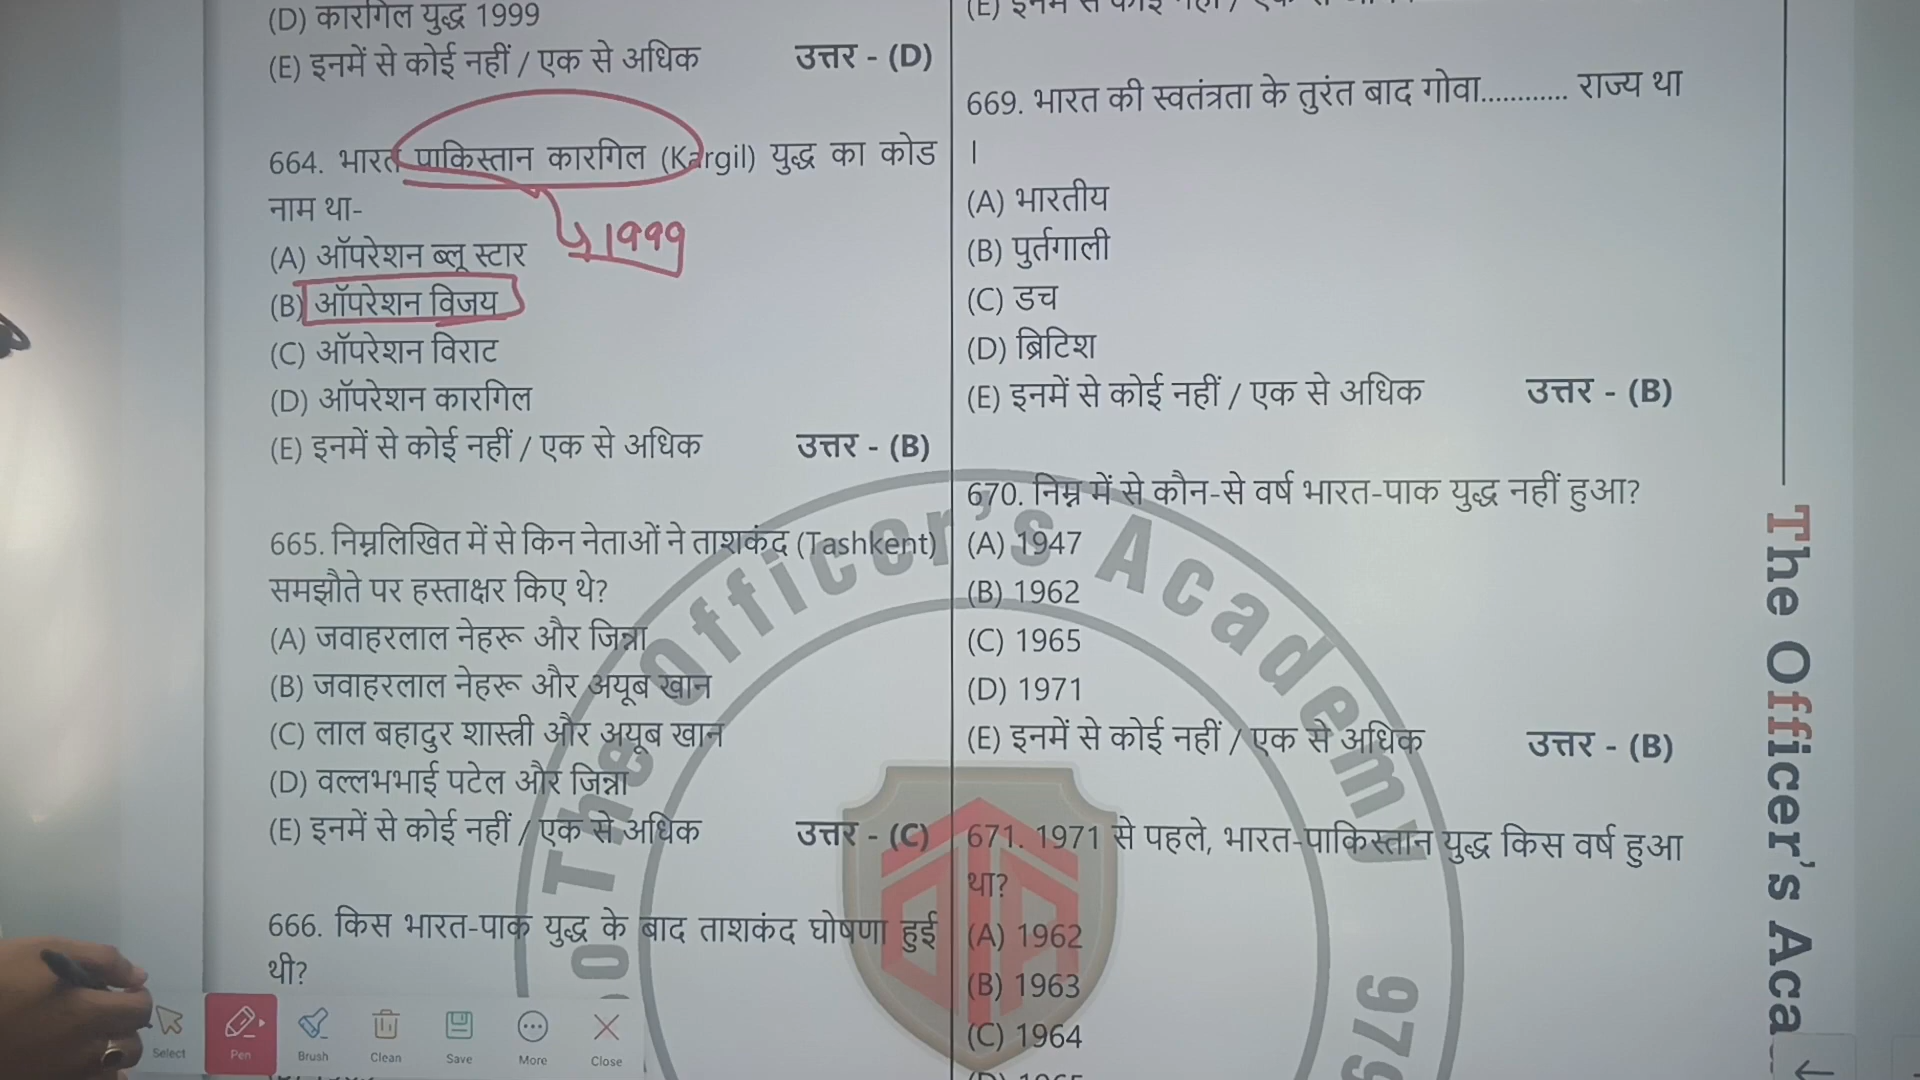 (D) कारगिल युद्ध 1999
(E) इनमें से कोई नहीं / एक से अधिक उत्तर - (D)
664. भारत पाकिस्तान कारगिल (Kargil) युद्ध का कोड
नाम था-
1999
(A) ऑपरेशन ब्लू स्टार
(B) ऑपरेशन विजय
(C) ऑपरेशन विराट
(D) ऑपरेशन कारगिल
(E) इनमें से कोई नहीं / एक से अधिक उत्तर - (B)
665. निम्नलिखित में से किन नेताओं ने ताशकंद (Tashkent)
समझौते पर हस्ताक्षर किए थे?
(A) जवाहरलाल नेहरू और जिन्ना
(B) जवाहरलाल नेहरू और अयूब खान
(C) लाल बहादुर शास्त्री और अयूब खान
(D) वल्लभभाई पटेल और जिन्ना
(E) इनमें से कोई नहीं / एक से अधिक उत्तर - (C)
666. किस भारत-पाक युद्ध के बाद ताशकंद घोषणा हुई
थी?
669. भारत की स्वतंत्रता के तुरंत बाद गोवा............ राज्य था
।
(A) भारतीय
(B) पुर्तगाली
(C) डच
(D) ब्रिटिश
(E) इनमें से कोई नहीं / एक से अधिक उत्तर - (B)
670. निम्न में से कौन-से वर्ष भारत-पाक युद्ध नहीं हुआ?
(A) 1947
(B) 1962
(C) 1965
(D) 1971
(E) इनमें से कोई नहीं / एक से अधिक उत्तर - (B)
671. 1971 से पहले, भारत-पाकिस्तान युद्ध किस वर्ष हुआ
था?
(A) 1962
(B) 1963
(C) 1964
The Officer's Academy 979
The Officer's Aca
Select Pen Brush Clean Save More Close